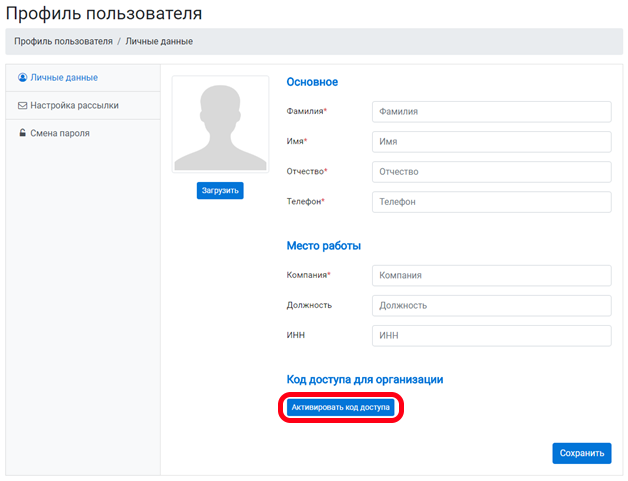 Профиль пользователя
Профиль пользователя / Личные данные
Личные данные
Настройка рассылки
Смена пароля
Загрузить
Основное
Фамилия* Фамилия
Имя* Имя
Отчество* Отчество
Телефон* Телефон
Место работы
Компания* Компания
Должность Должность
ИНН ИНН
Код доступа для организации
Активировать код доступа
Сохранить